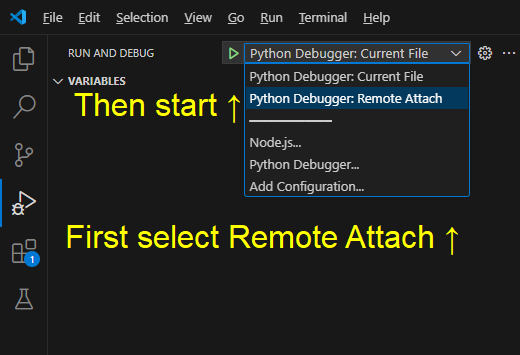 File Edit Selection View Go Run Terminal Help
RUN AND DEBUG Python Debugger: Current File
VARIABLES
Python Debugger: Current File
Python Debugger: Remote Attach
Then start ↑
Node.js...
Python Debugger...
Add Configuration...
First select Remote Attach ↑
1